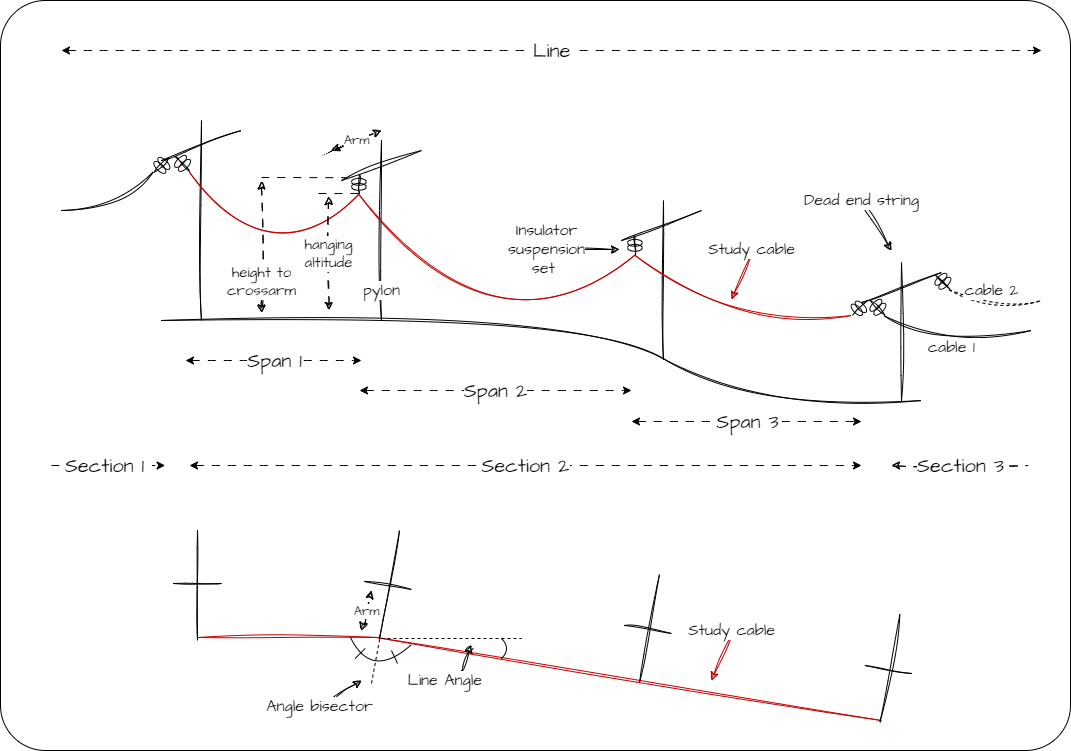 Line
Arm
Dead end string
Insulator
suspension
set
Study cable
hanging
altitude
height to
crossarm
pylon
cable 2
cable 1
Span 1
Span 2
Span 3
Section 1
Section 2
Section 3
Arm
Study cable
Line Angle
Angle bisector